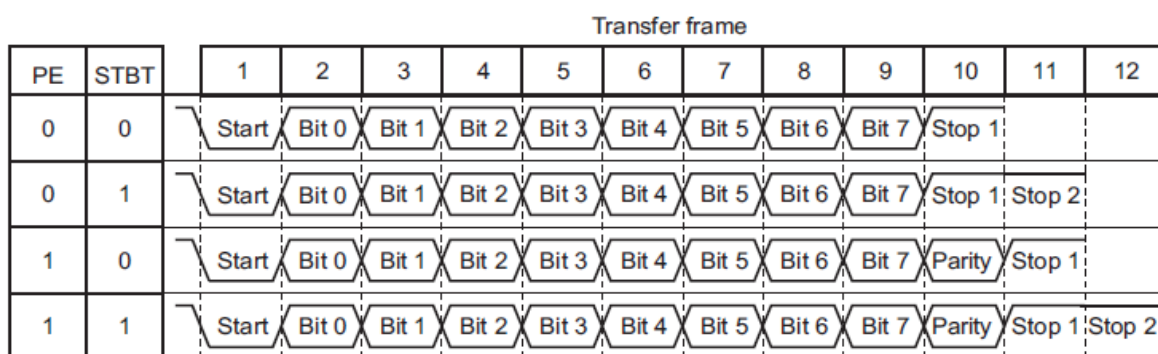 Transfer frame
PE STBT 1 2 3 4 5 6 7 8 9 10 11 12
0 0 Start Bit 0 Bit 1 Bit 2 Bit 3 Bit 4 Bit 5 Bit 6 Bit 7 Stop 1
0 1 Start Bit 0 Bit 1 Bit 2 Bit 3 Bit 4 Bit 5 Bit 6 Bit 7 Stop 1 Stop 2
1 0 Start Bit 0 Bit 1 Bit 2 Bit 3 Bit 4 Bit 5 Bit 6 Bit 7 Parity Stop 1
1 1 Start Bit 0 Bit 1 Bit 2 Bit 3 Bit 4 Bit 5 Bit 6 Bit 7 Parity Stop 1 Stop 2